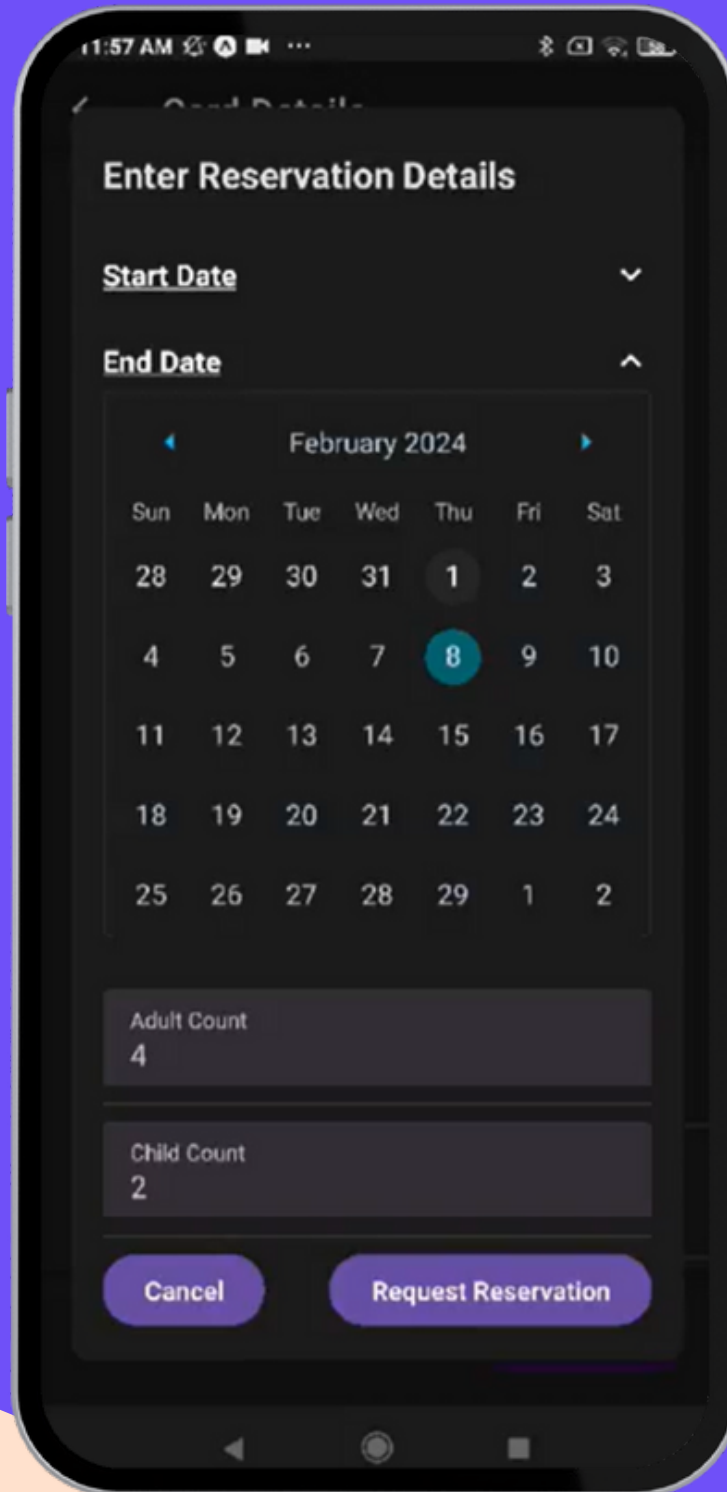 11:57 AM
Card Details
Enter Reservation Details
Start Date
End Date
February 2024
Sun Mon Tue Wed Thu Fri Sat
28 29 30 31 1 2 3
4 5 6 7 8 9 10
11 12 13 14 15 16 17
18 19 20 21 22 23 24
25 26 27 28 29 1 2
Adult Count
4
Child Count
2
Cancel Request Reservation